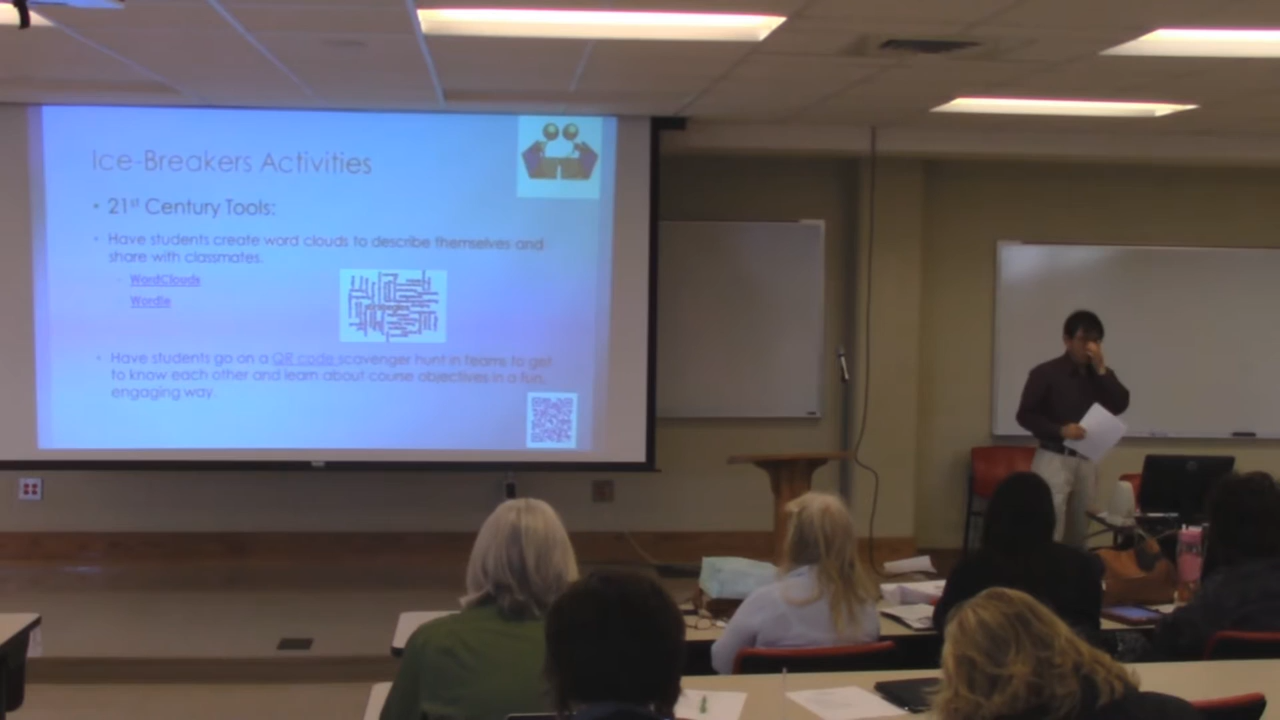 Ice-Breakers Activities
• 21st Century Tools:
• Have students create word clouds to describe themselves and
share with classmates.
WordClouds
Wordle
• Have students go on a QR code scavenger hunt in teams to get
to know each other and learn about course objectives in a fun,
engaging way.